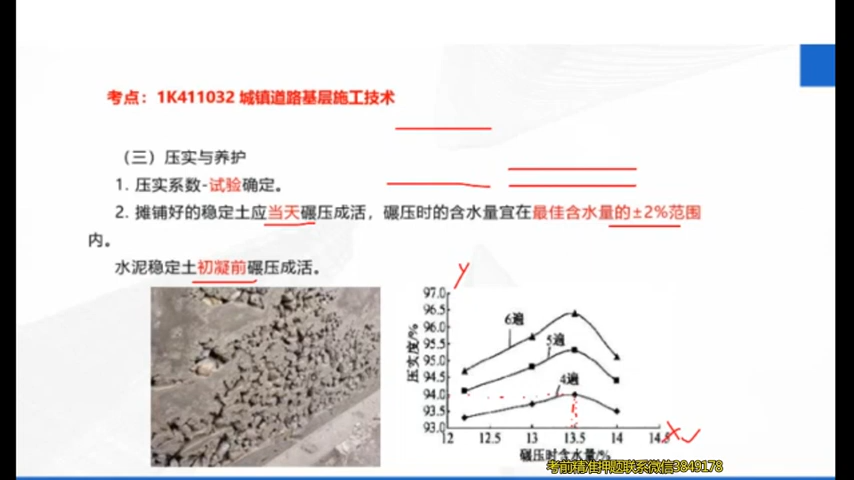 考点：1K411032 城镇道路基层施工技术
（三）压实与养护
1. 压实系数-试验确定。
2. 摊铺好的稳定土应当天碾压成活，碾压时的含水量宜在最佳含水量的±2%范围
内。
水泥稳定土初凝前碾压成活。
y
97.0
96.5
96.0
95.5
95.0
94.5
94.0
93.5
93.0
压实度/%
6遍
5遍
4遍
12 12.5 13 13.5 14 14.5
x
碾压时含水量/%
考前精准押题联系微信3849178